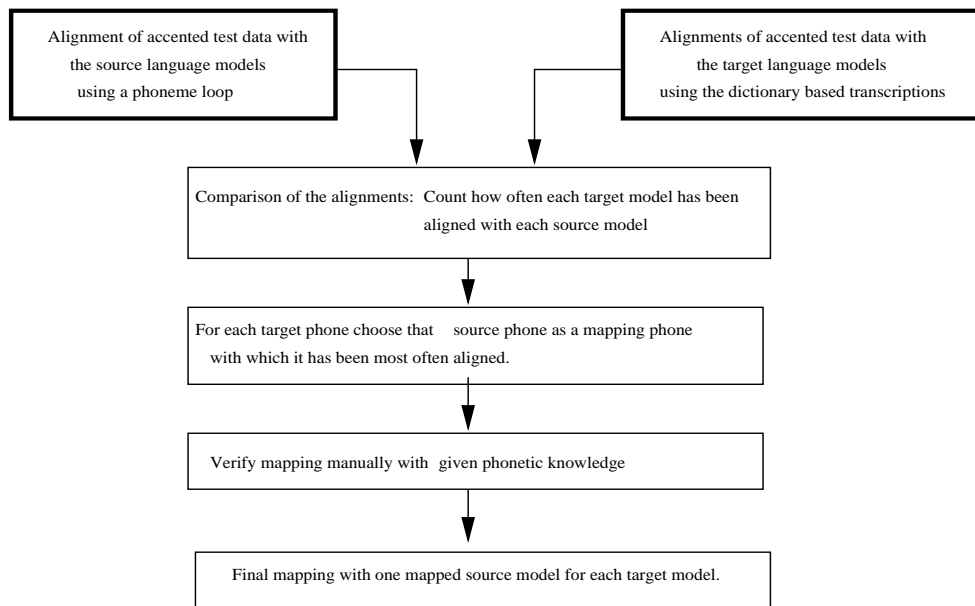 Alignment of accented test data with
the source language models
using a phoneme loop
Alignments of accented test data with
the target language models
using the dictionary based transcriptions
Comparison of the alignments: Count how often each target model has been
aligned with each source model
For each target phone choose that source phone as a mapping phone
with which it has been most often aligned.
Verify mapping manually with given phonetic knowledge
Final mapping with one mapped source model for each target model.